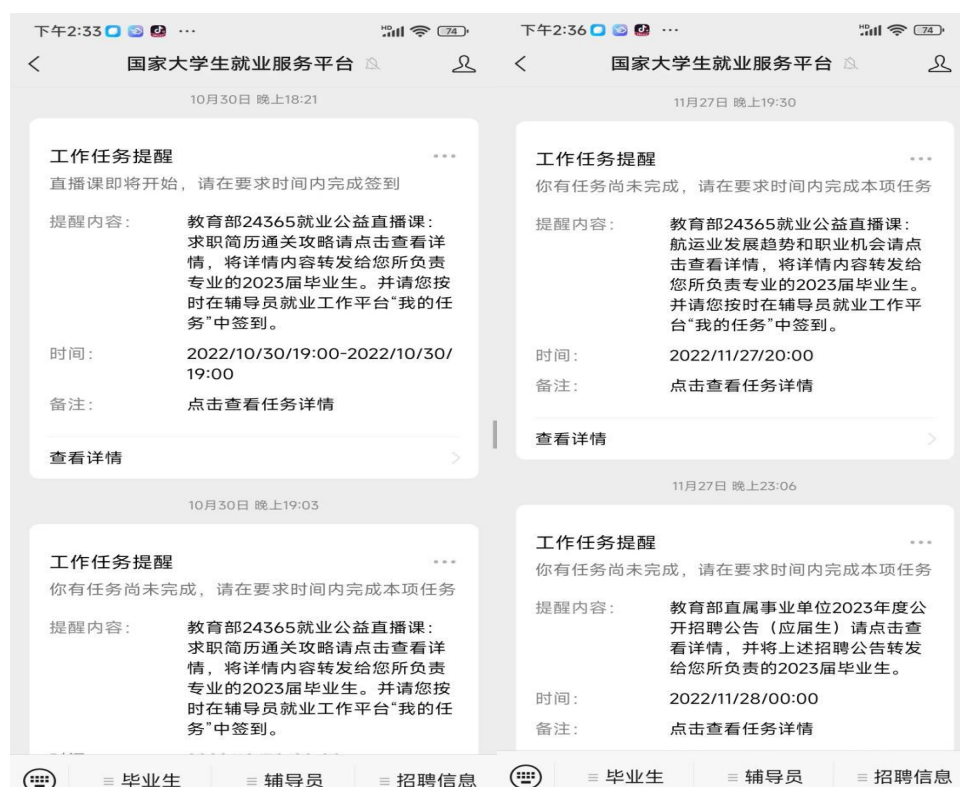 下午2:33 ...
HD 74
国家大学生就业服务平台
10月30日 晚上18:21
工作任务提醒
直播课即将开始，请在要求时间内完成签到
提醒内容： 教育部24365就业公益直播课：
求职简历通关攻略请点击查看详
情，将详情内容转发给您所负责
专业的2023届毕业生。并请您按
时在辅导员就业工作平台“我的任
务”中签到。
时间： 2022/10/30/19:00-2022/10/30/
19:00
备注： 点击查看任务详情
查看详情
10月30日 晚上19:03
工作任务提醒
你有任务尚未完成，请在要求时间内完成本项任务
提醒内容： 教育部24365就业公益直播课：
求职简历通关攻略请点击查看详
情，将详情内容转发给您所负责
专业的2023届毕业生。并请您按
时在辅导员就业工作平台“我的任
务”中签到。
毕业生 辅导员 招聘信息
下午2:36 ...
HD 74
国家大学生就业服务平台
11月27日 晚上19:30
工作任务提醒
你有任务尚未完成，请在要求时间内完成本项任务
提醒内容： 教育部24365就业公益直播课：
航运业发展趋势和职业机会请点
击查看详情，将详情内容转发给
您所负责专业的2023届毕业生。
并请您按时在辅导员就业工作平
台“我的任务”中签到。
时间： 2022/11/27/20:00
备注： 点击查看任务详情
查看详情
11月27日 晚上23:06
工作任务提醒
你有任务尚未完成，请在要求时间内完成本项任务
提醒内容： 教育部直属事业单位2023年度公
开招聘公告（应届生）请点击查
看详情，并将上述招聘公告转发
给您所负责的2023届毕业生。
时间： 2022/11/28/00:00
备注： 点击查看任务详情
毕业生 辅导员 招聘信息